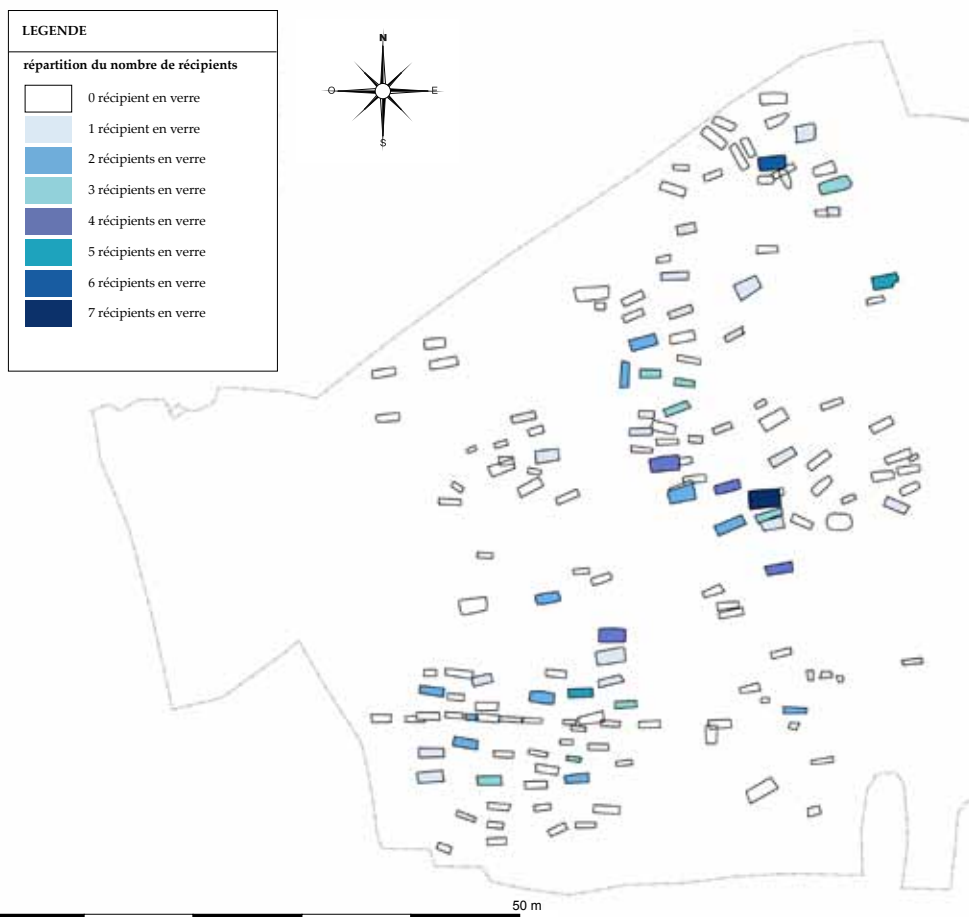 LEGENDE
répartition du nombre de récipients
0 récipient en verre
1 récipient en verre
2 récipients en verre
3 récipients en verre
4 récipients en verre
5 récipients en verre
6 récipients en verre
7 récipients en verre
N
O
E
S
50 m